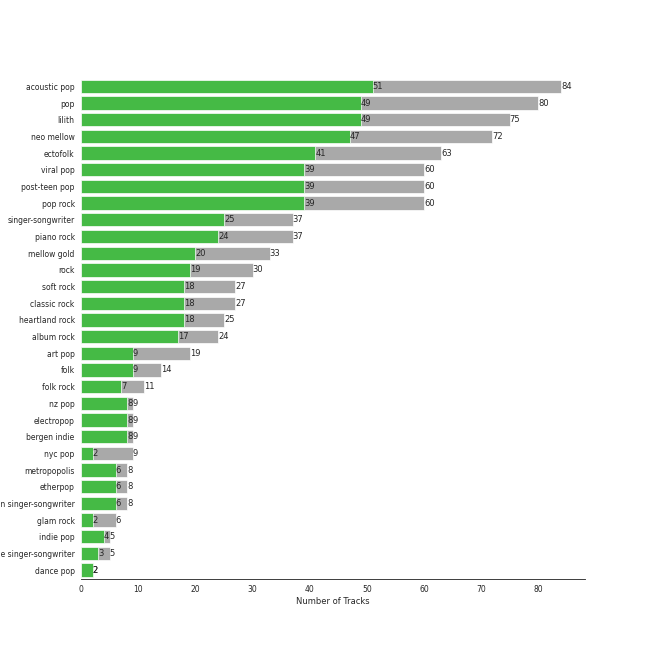 acoustic pop 51 84
pop 49 80
lilith 49 75
neo mellow 47 72
ectofolk 41 63
viral pop 39 60
post-teen pop 39 60
pop rock 39 60
singer-songwriter 25 37
piano rock 24 37
mellow gold 20 33
rock 19 30
soft rock 18 27
classic rock 18 27
heartland rock 18 25
album rock 17 24
art pop 9 19
folk 9 14
folk rock 7 11
nz pop 8 9
electropop 8 9
bergen indie 8 9
nyc pop 2 9
metropopolis 6 8
etherpop 6 8
n singer-songwriter 6 8
glam rock 2 6
indie pop 4 5
e singer-songwriter 3 5
dance pop 2
0 10 20 30 40 50 60 70 80
Number of Tracks